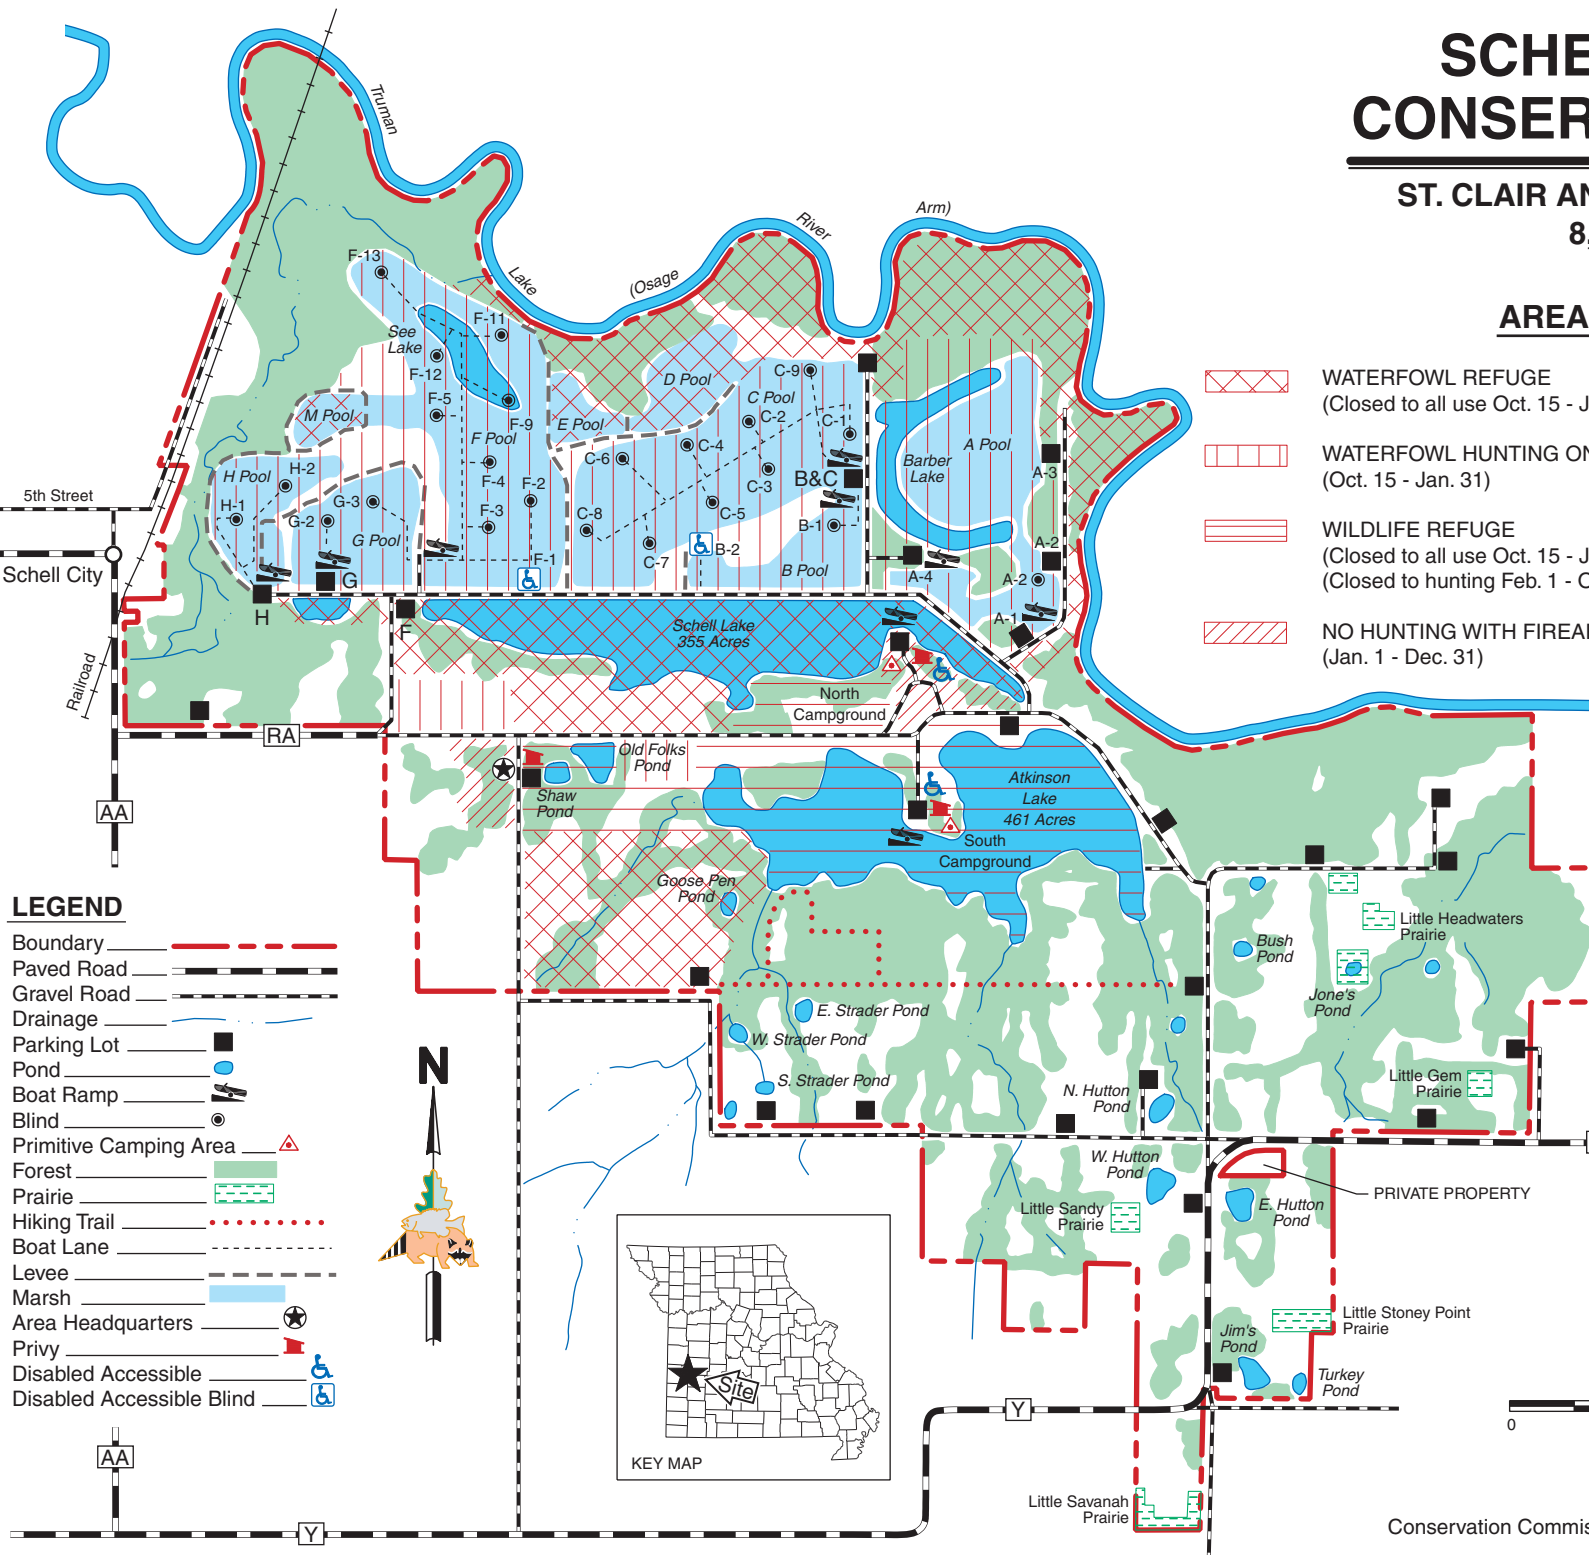 SCHE
CONSER
ST. CLAIR AN
8,
AREA
WATERFOWL REFUGE
(Closed to all use Oct. 15 - J
WATERFOWL HUNTING ON
(Oct. 15 - Jan. 31)
WILDLIFE REFUGE
(Closed to all use Oct. 15 - J
(Closed to hunting Feb. 1 - O
NO HUNTING WITH FIREAR
(Jan. 1 - Dec. 31)
Truman
Lake
(Osage
River
Arm)
F-13
See
Lake
F-11
F-12
F-5
F-9
M Pool
F Pool
E Pool
D Pool
C-9
C Pool
C-2
C-1
C-4
C-6
C-3
B&C
A Pool
Barber
Lake
A-3
H Pool
H-2
H-1
G-3
G-2
G Pool
F-4
F-2
F-3
F-1
C-8
C-5
C-7
B-2
B-1
B Pool
A-2
A-2
A-4
A-1
5th Street
Schell City
Railroad
H
G
F
Schell Lake
355 Acres
North
Campground
RA
AA
Old Folks
Pond
Shaw
Pond
Atkinson
Lake
461 Acres
South
Campground
Goose Pen
Pond
Little Headwaters
Prairie
Bush
Pond
Jone's
Pond
E. Strader Pond
W. Strader Pond
S. Strader Pond
N. Hutton
Pond
Little Gem
Prairie
W. Hutton
Pond
PRIVATE PROPERTY
E. Hutton
Pond
Little Sandy
Prairie
Little Stoney Point
Prairie
Jim's
Pond
Turkey
Pond
Y
Little Savanah
Prairie
0
Conservation Commis
LEGEND
Boundary
Paved Road
Gravel Road
Drainage
Parking Lot
Pond
Boat Ramp
Blind
Primitive Camping Area
Forest
Prairie
Hiking Trail
Boat Lane
Levee
Marsh
Area Headquarters
Privy
Disabled Accessible
Disabled Accessible Blind
N
Site
KEY MAP
AA
Y